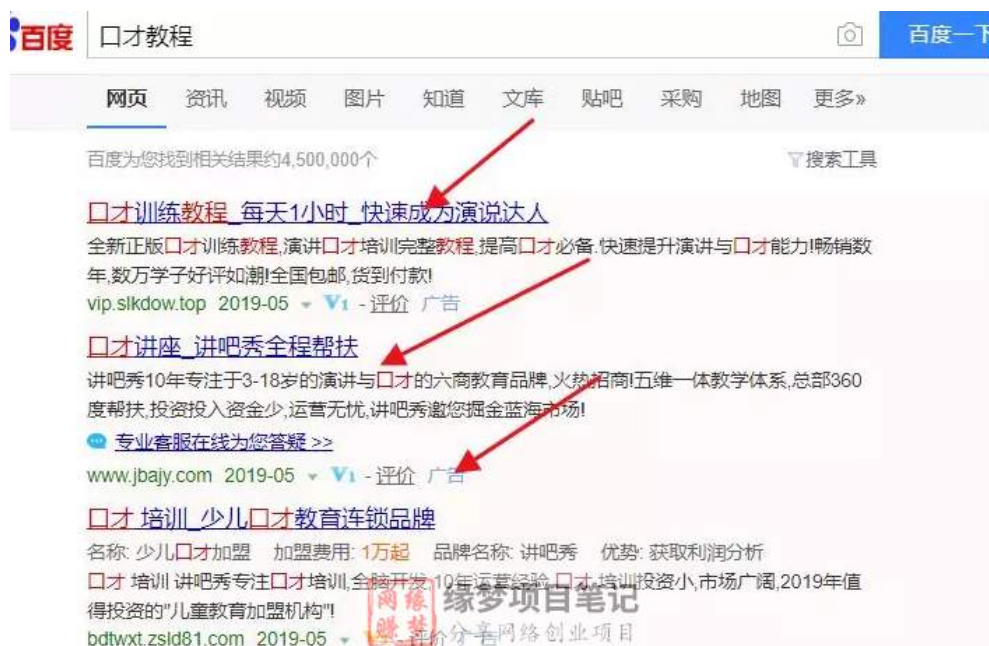 百度 口才教程 百度一下
网页 资讯 视频 图片 知道 文库 贴吧 采购 地图 更多»
百度为您找到相关结果约4,500,000个 搜索工具
口才训练教程_每天1小时_快速成为演说达人
全新正版口才训练教程,演讲口才培训完整教程,提高口才必备.快速提升演讲与口才能力!畅销数
年,数万学子好评如潮!全国包邮,货到付款!
vip.slkdow.top 2019-05 V1 - 评价 广告
口才讲座_讲吧秀全程帮扶
讲吧秀10年专注于3-18岁的演讲与口才的六商教育品牌,火热招商!五维一体教学体系,总部360
度帮扶,投资投入资金少,运营无忧,讲吧秀邀您掘金蓝海市场!
专业客服在线为您答疑 >>
www.jbajy.com 2019-05 V1 - 评价 广告
口才 培训_少儿口才教育连锁品牌
名称: 少儿口才加盟 加盟费用: 1万起 品牌名称: 讲吧秀 优势: 获取利润分析
口才 培训 讲吧秀专注口才培训,全脑开发,10年运营经验,口才 培训投资小,市场广阔,2019年值
得投资的"儿童教育加盟机构"!
网缘赚梦 缘梦项目笔记
分享网络创业项目
bdtwxt.zsld81.com 2019-05 V1 - 评价 广告